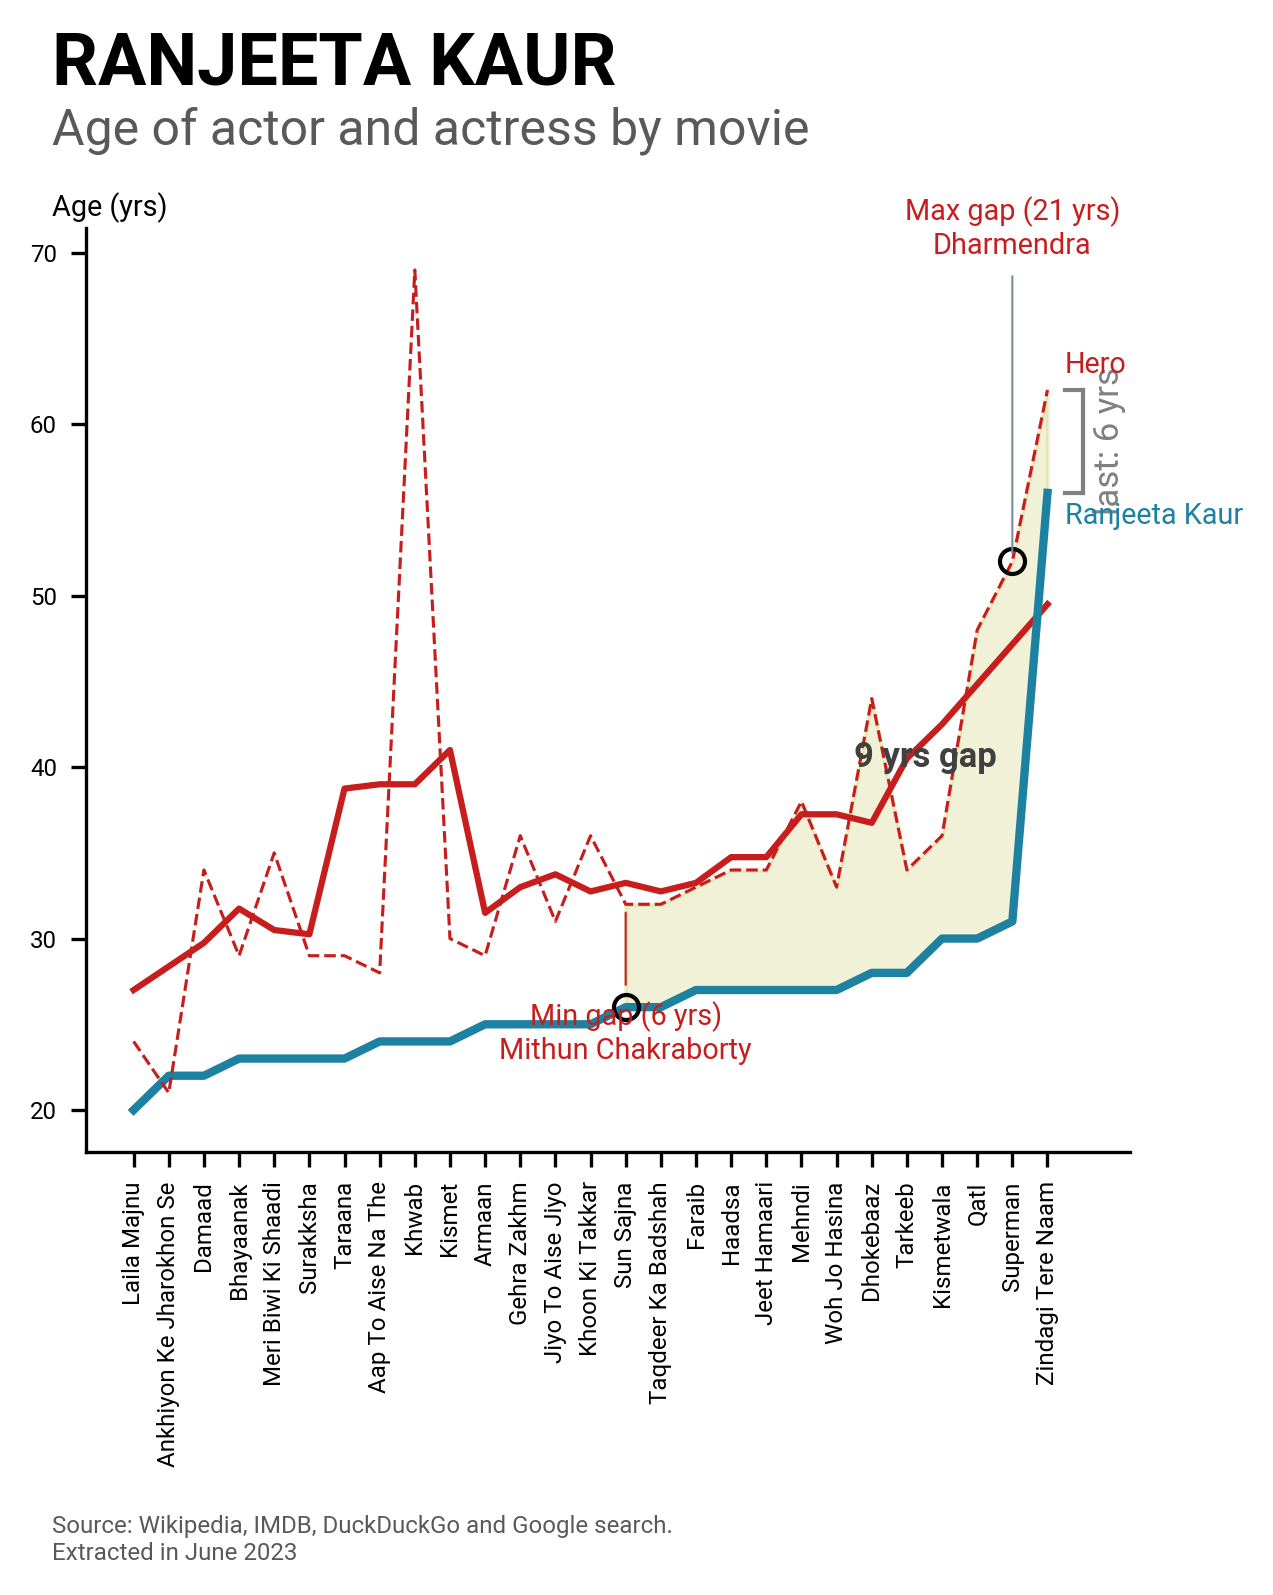 RANJEETA KAUR
Age of actor and actress by movie
Age (yrs)
Max gap (21 yrs)
Dharmendra
70
60
50
40
30
20
Hero
last: 6 yrs
Ranjeeta Kaur
9 yrs gap
Min gap (6 yrs)
Mithun Chakraborty
Laila Majnu
Ankhiyon Ke Jharokhon Se
Damaad
Bhayaanak
Meri Biwi Ki Shaadi
Surakksha
Taraana
Aap To Aise Na The
Khwab
Kismet
Armaan
Gehra Zakhm
Jiyo To Aise Jiyo
Khoon Ki Takkar
Sun Sajna
Taqdeer Ka Badshah
Faraib
Haadsa
Jeet Hamaari
Mehndi
Woh Jo Hasina
Dhokebaaz
Tarkeeb
Kismetwala
Qatl
Superman
Zindagi Tere Naam
Source: Wikipedia, IMDB, DuckDuckGo and Google search.
Extracted in June 2023